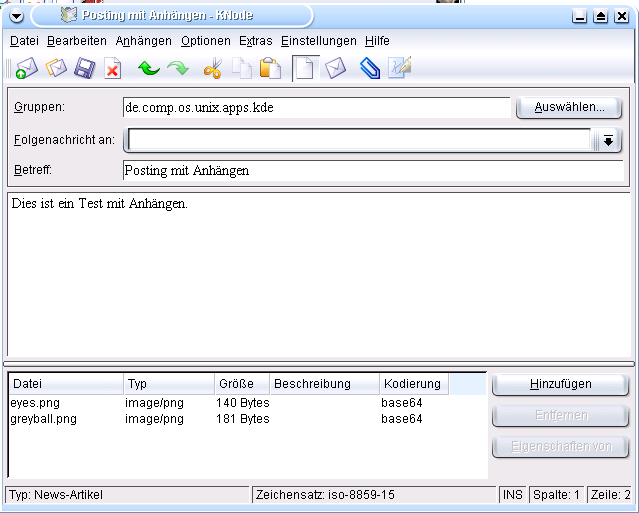 Posting mit Anhängen - KNode
Datei Bearbeiten Anhängen Optionen Extras Einstellungen Hilfe
Gruppen: de.comp.os.unix.apps.kde Auswählen...
Folgenachricht an:
Betreff: Posting mit Anhängen
Dies ist ein Test mit Anhängen.
Datei Typ Größe Beschreibung Kodierung Hinzufügen
eyes.png image/png 140 Bytes base64
greyball.png image/png 181 Bytes base64 Entfernen
Eigenschaften von
Typ: News-Artikel Zeichensatz: iso-8859-15 INS Spalte: 1 Zeile: 2